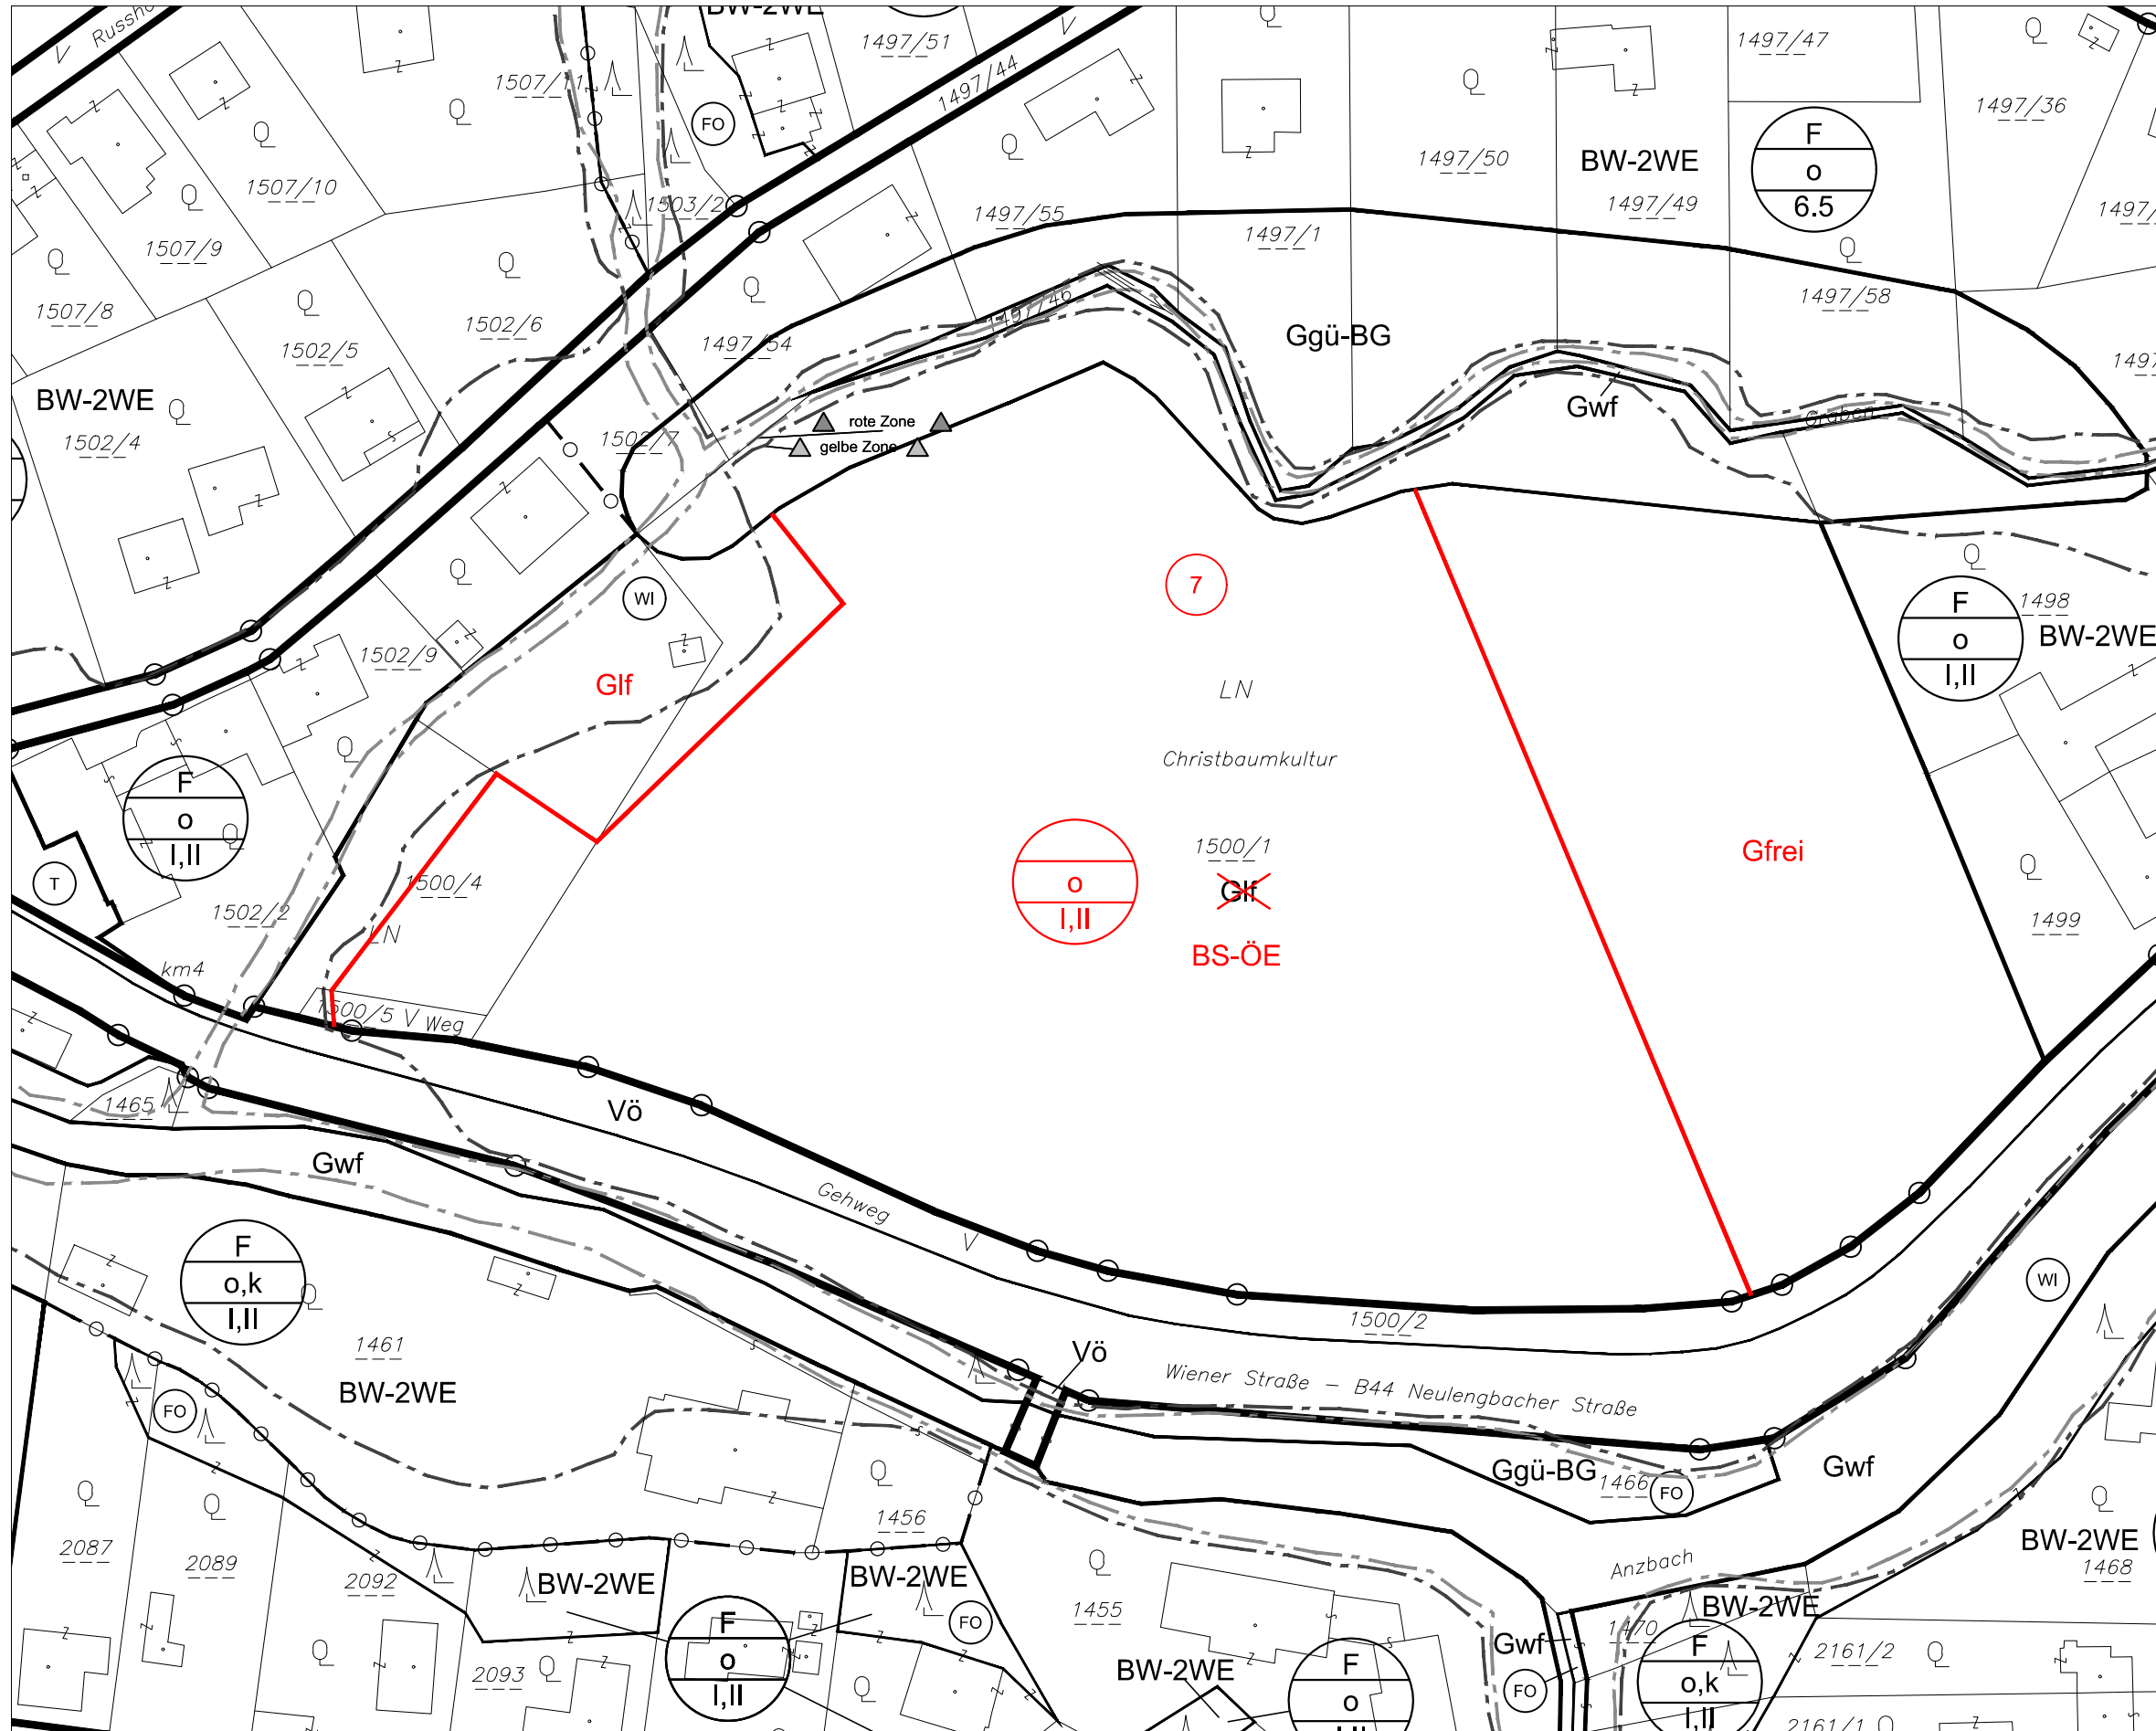 BW-2WE
1497/51
1497/44
V
V
1507/11
FO
1497/47
1497/36
1507/10
1503/2
1497/55
1497/50
BW-2WE
1497/49
F
o
6.5
1507/9
1497/1
1507/8
1502/6
1502/5
1497/46
1497/58
1497/54
Ggü-BG
BW-2WE
1502/4
1502/7
rote Zone
gelbe Zone
Gwf
Graben
WI
7
F
o
I,II
1498
BW-2WE
1502/9
Glf
LN
Christbaumkultur
F
o
I,II
T
1500/4
1500/1
o
I,II
Glf
BS-ÖE
Gfrei
1499
1502/2
LN
km4
1500/5 V Weg
1465
Vö
Gwf
Gehweg
V
F
o,k
I,II
WI
1500/2
1461
BW-2WE
Vö
Wiener Straße - B44 Neulengbacher Straße
FO
Ggü-BG
1466
FO
Gwf
1456
2087
2089
2092
BW-2WE
BW-2WE
BW-2WE
1468
Anzbach
F
o
I,II
FO
1455
BW-2WE
1470
Gwf
F
o,k
I,II
2161/2
2093
BW-2WE
F
o
FO
2161/1